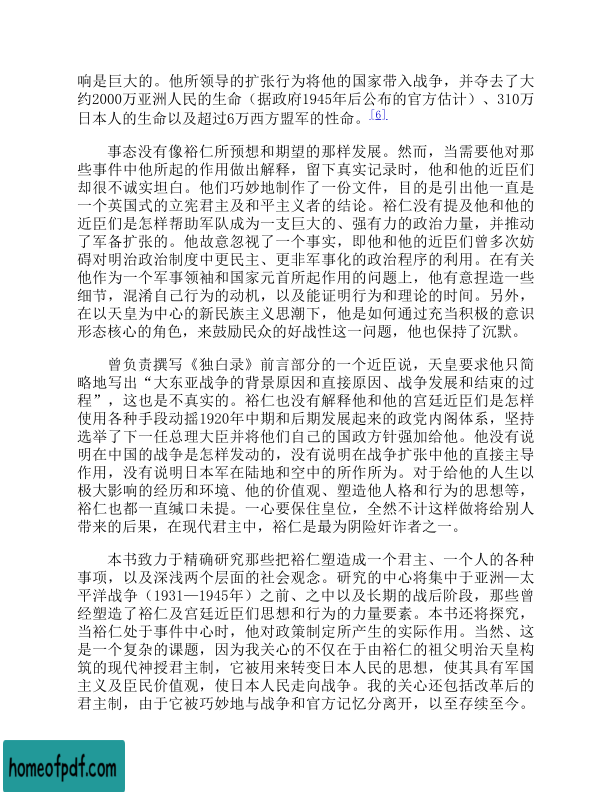 响是巨大的。他所领导的扩张行为将他的国家带入战争，并夺去了大
约2000万亚洲人民的生命（据政府1945年后公布的官方估计）、310万
日本人的生命以及超过6万西方盟军的性命。[6]
事态没有像裕仁所预想和期望的那样发展。然而，当需要他对那
些事件中他所起的作用做出解释，留下真实记录时，他和他的近臣们
却很不诚实坦白。他们巧妙地制作了一份文件，目的是引出他一直是
一个英国式的立宪君主及和平主义者的结论。裕仁没有提及他和他的
近臣们是怎样帮助军队成为一支巨大的、强有力的政治力量，并推动
了军备扩张的。他故意忽视了一个事实，即他和他的近臣们曾多次妨
碍对明治政治制度中更民主、更非军事化的政治程序的利用。在有关
他作为一个军事领袖和国家元首所起作用的问题上，他有意捏造一些
细节，混淆自己行为的动机，以及能证明行为和理论的时间。另外，
在以天皇为中心的新民族主义思潮下，他是如何通过充当积极的意识
形态核心的角色，来鼓励民众的好战性这一问题，他也保持了沉默。
曾负责撰写《独白录》前言部分的一个近臣说，天皇要求他只简
略地写出“大东亚战争的背景原因和直接原因、战争发展和结束的过
程”，这也是不真实的。裕仁也没有解释他和他的宫廷近臣们是怎样
使用各种手段动摇1920年中期和后期发展起来的政党内阁体系，坚持
选举了下一任总理大臣并将他们自己的国政方针强加给他。他没有说
明在中国的战争是怎样发动的，没有说明在战争扩张中他的直接主导
作用，没有说明日本军在陆地和空中的所作所为。对于给他的人生以
极大影响的经历和环境、他的价值观、塑造他人格和行为的思想等，
裕仁也都一直缄口未提。一心要保住皇位，全然不计这样做将给别人
带来的后果，在现代君主中，裕仁是最为阴险奸诈者之一。
本书致力于精确研究那些把裕仁塑造成一个君主、一个人的各种
事项，以及深浅两个层面的社会观念。研究的中心将集中于亚洲—太
平洋战争（1931—1945年）之前、之中以及长期的战后阶段，那些曾
经塑造了裕仁及宫廷近臣们思想和行为的力量要素。本书还将探究，
当裕仁处于事件中心时，他对政策制定所产生的实际作用。当然、这
是一个复杂的课题，因为我关心的不仅在于由裕仁的祖父明治天皇构
筑的现代神授君主制，它被用来转变日本人民的思想，使其具有军国
主义及臣民价值观，使日本人民走向战争。我的关心还包括改革后的
君主制，由于它被巧妙地与战争和官方记忆分离开，以至存续至今。
homeofpdf.com